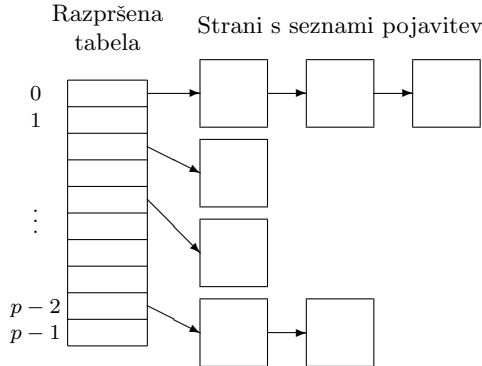 Razpršena
tabela
Strani s seznami pojavitev
0
1
⋮
p − 2
p − 1